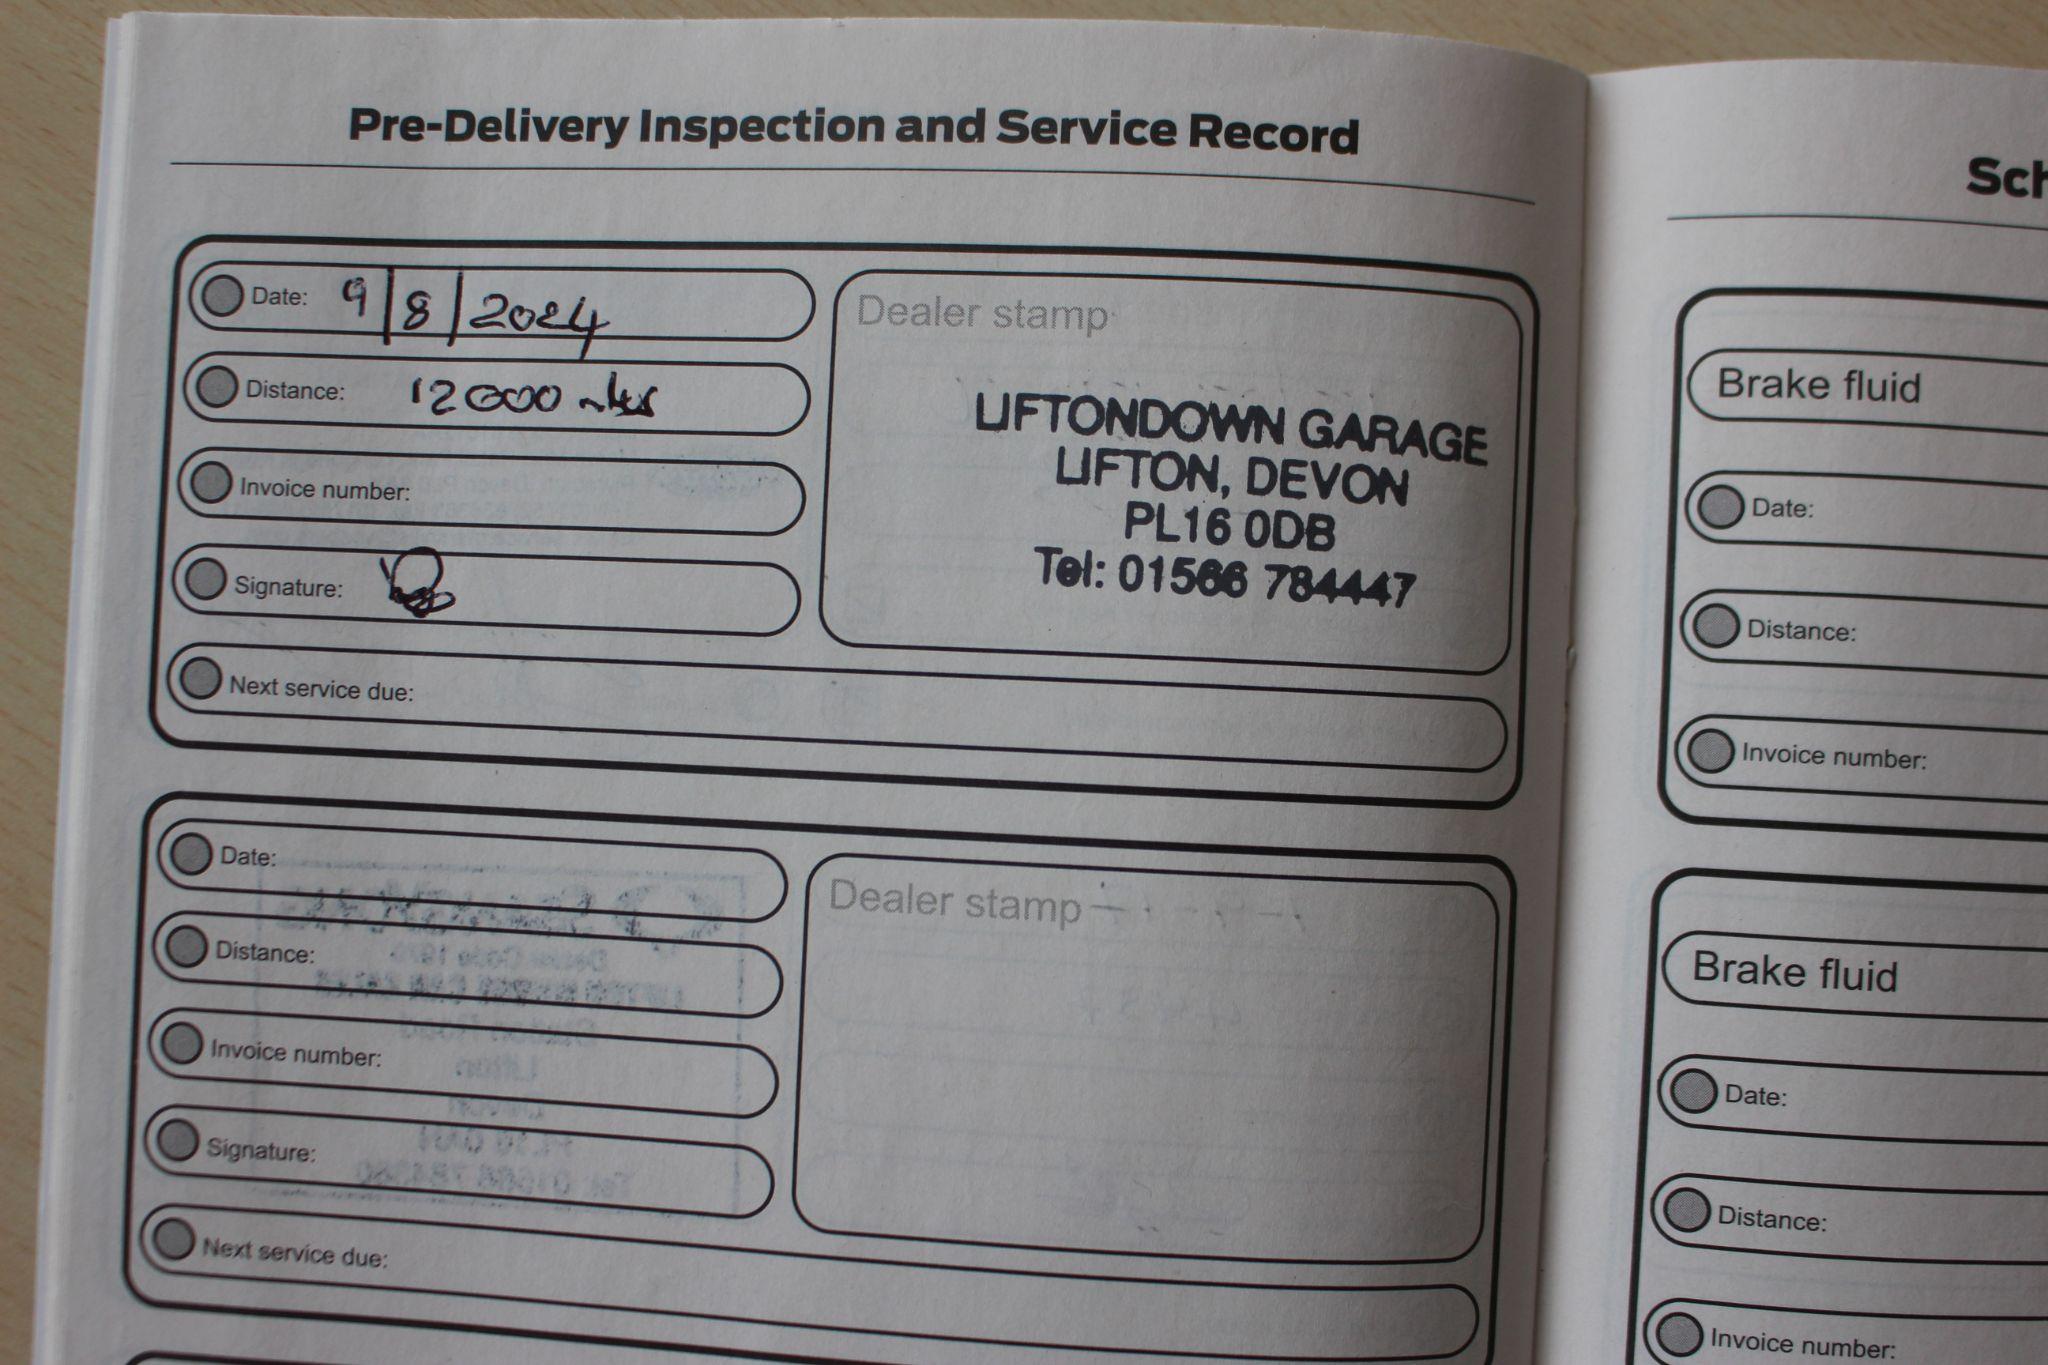 Pre-Delivery Inspection and Service Record
Date: 9/8/2024
Distance: 12000 miles
Invoice number:
Signature:
Next service due:
Dealer stamp
LIFTONDOWN GARAGE
LIFTON, DEVON
PL16 0DB
Tel: 01566 784447
Date:
Distance:
Invoice number:
Signature:
Next service due:
Dealer stamp
Sch
Brake fluid
Date:
Distance:
Invoice number:
Brake fluid
Date:
Distance:
Invoice number: